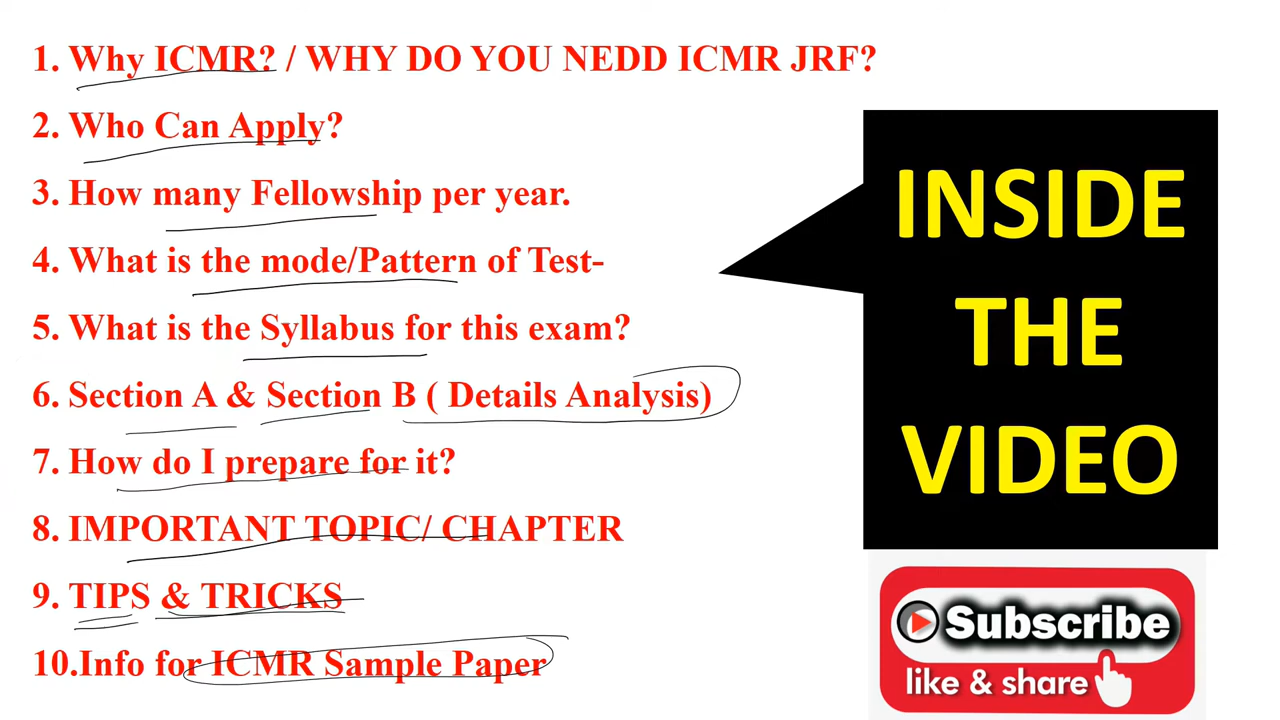 1. Why ICMR? / WHY DO YOU NEDD ICMR JRF?
2. Who Can Apply?
3. How many Fellowship per year.
4. What is the mode/Pattern of Test-
5. What is the Syllabus for this exam?
6. Section A & Section B ( Details Analysis)
7. How do I prepare for it?
8. IMPORTANT TOPIC/ CHAPTER
9. TIPS & TRICKS
10.Info for ICMR Sample Paper
INSIDE
THE
VIDEO
Subscribe
like & share